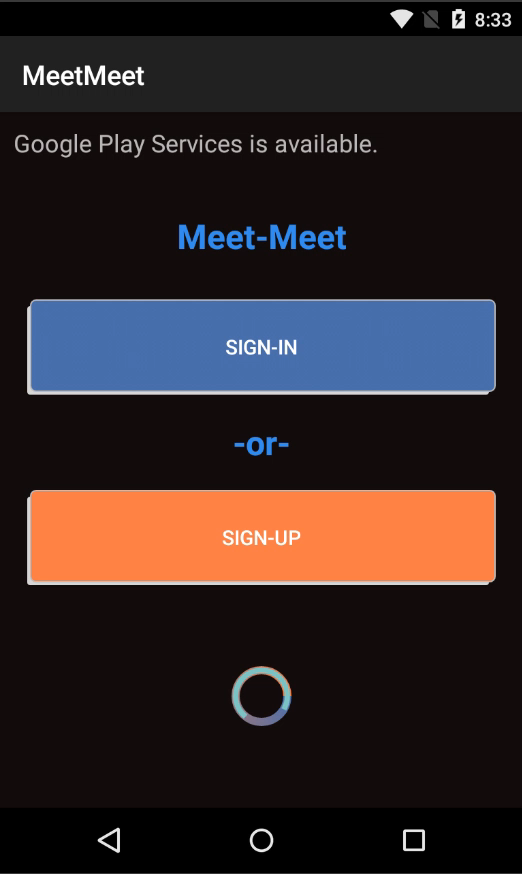 8:33
MeetMeet
Google Play Services is available.
Meet-Meet
SIGN-IN
-or-
SIGN-UP